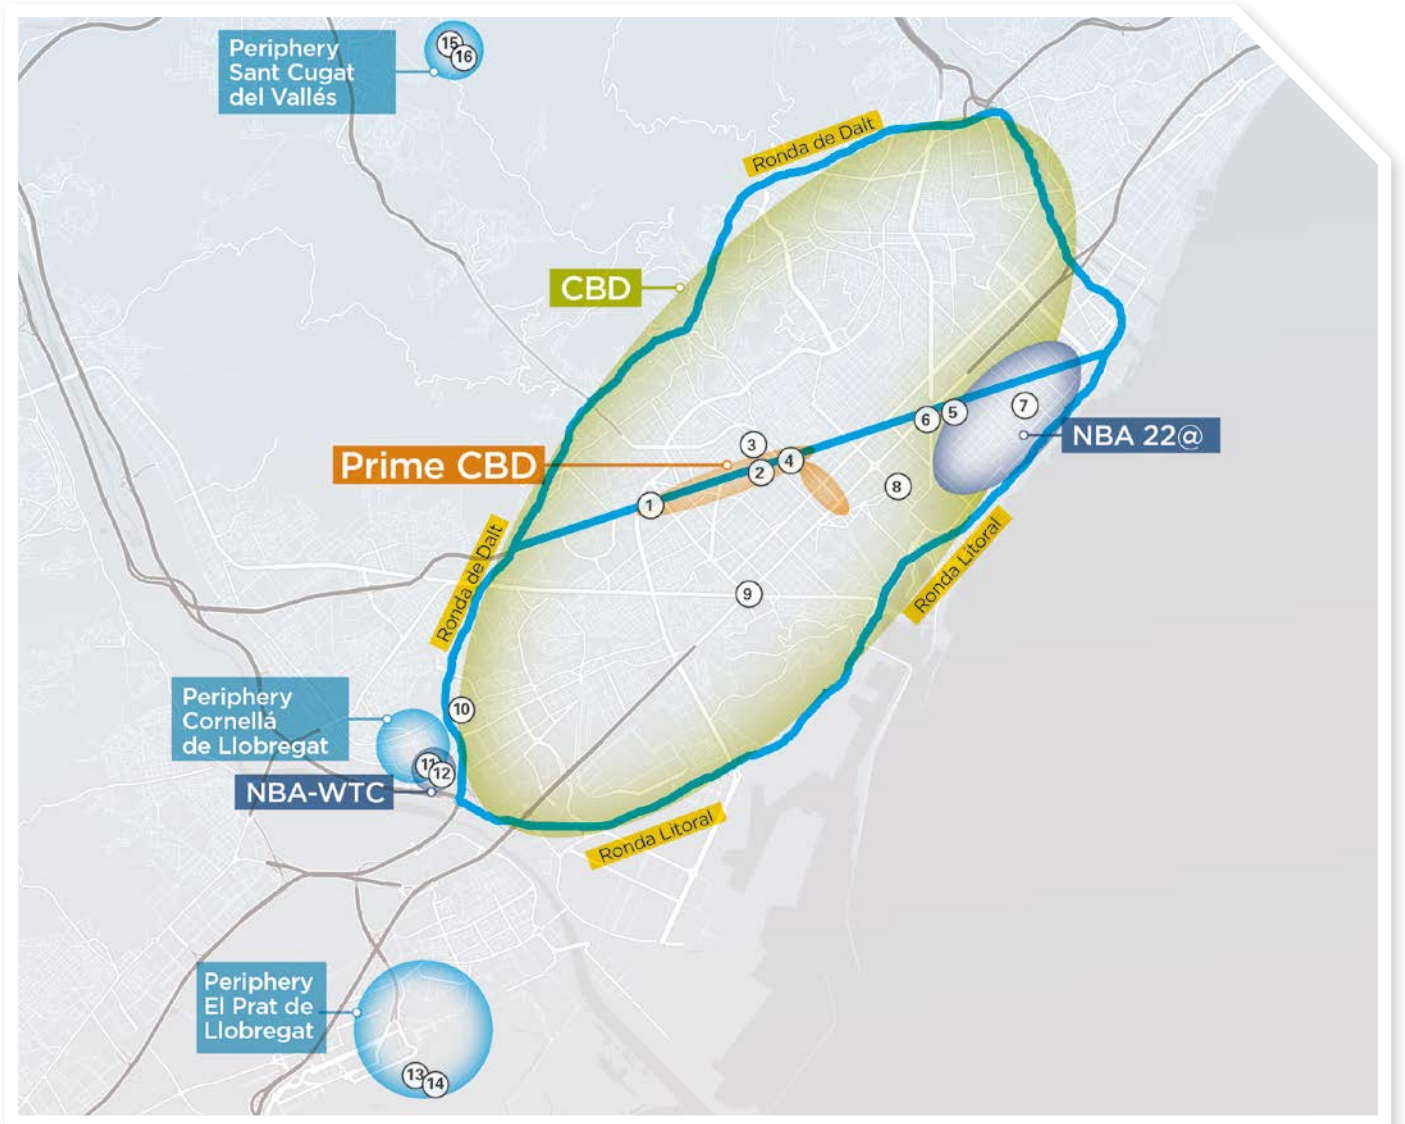 Periphery
Sant Cugat
del Vallés
15
16
Ronda de Dalt
CBD
Prime CBD
3
4
2
1
6
5
7
NBA 22@
8
Ronda de Dalt
Ronda Litoral
9
Periphery
Cornellá
de Llobregat
10
11
12
NBA-WTC
Ronda Litoral
Periphery
El Prat de
Llobregat
13
14